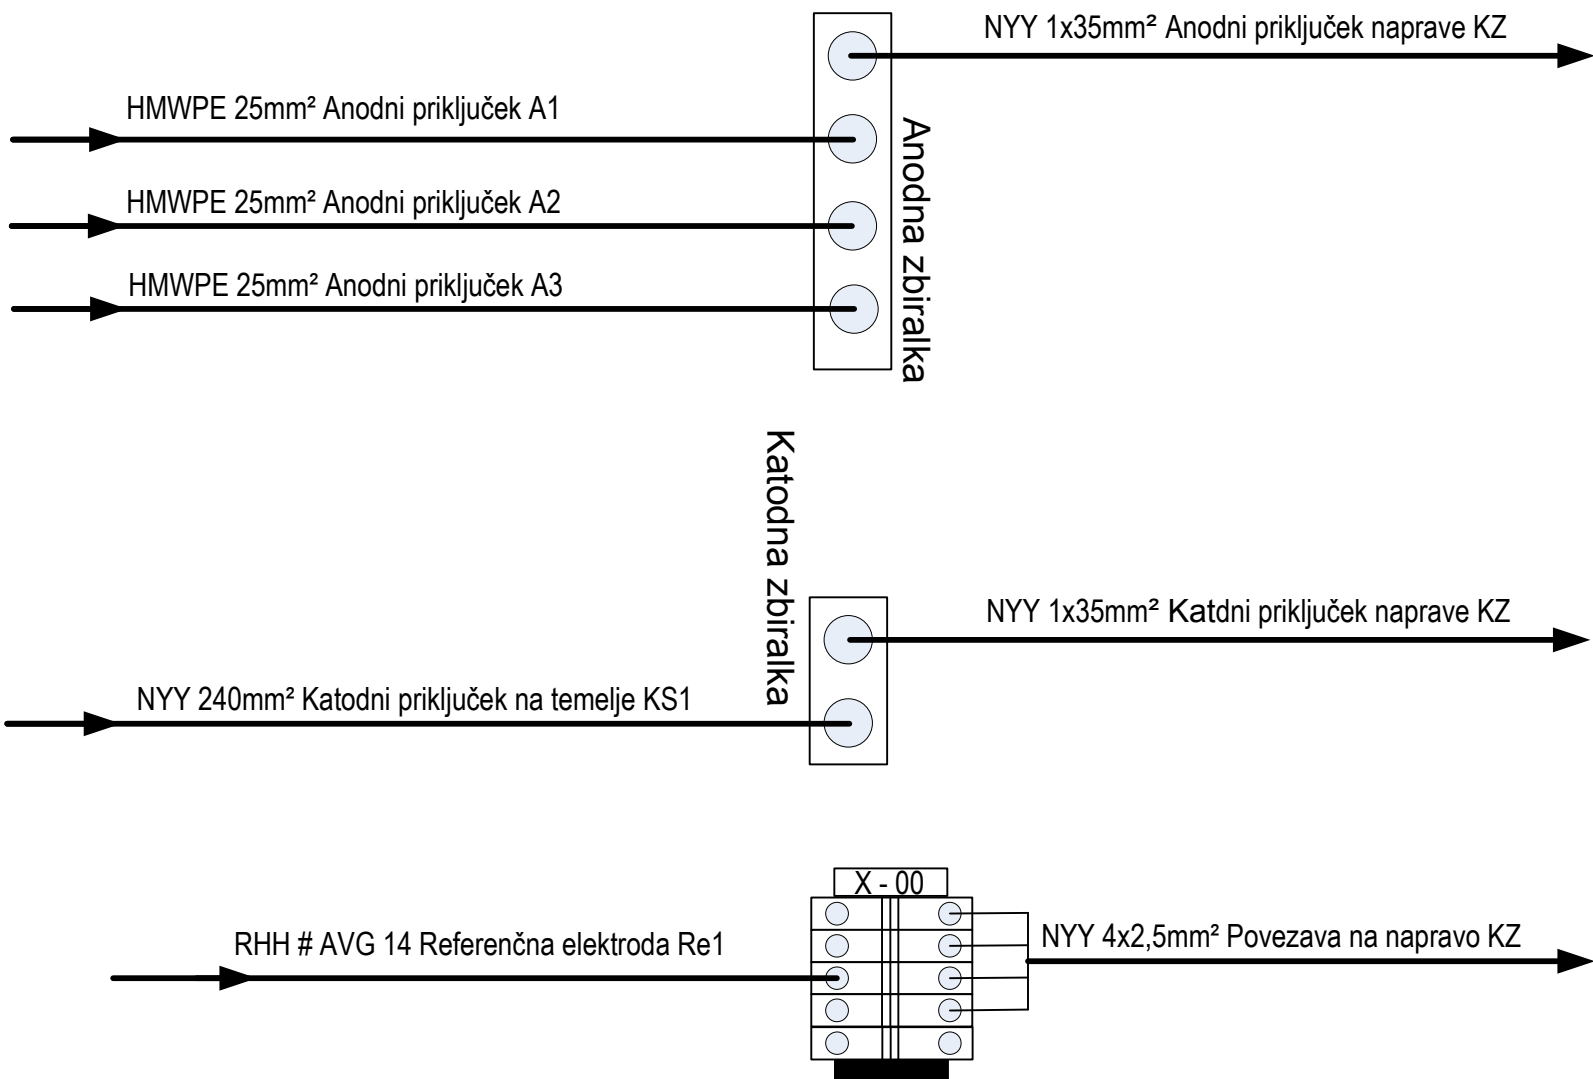 NYY 1x35mm² Anodni priključek naprave KZ
HMWPE 25mm² Anodni priključek A1
HMWPE 25mm² Anodni priključek A2
HMWPE 25mm² Anodni priključek A3
Anodna zbiralka
Katodna zbiralka
NYY 1x35mm² Katdni priključek naprave KZ
NYY 240mm² Katodni priključek na temelje KS1
X - 00
RHH # AVG 14 Referenčna elektroda Re1
NYY 4x2,5mm² Povezava na napravo KZ